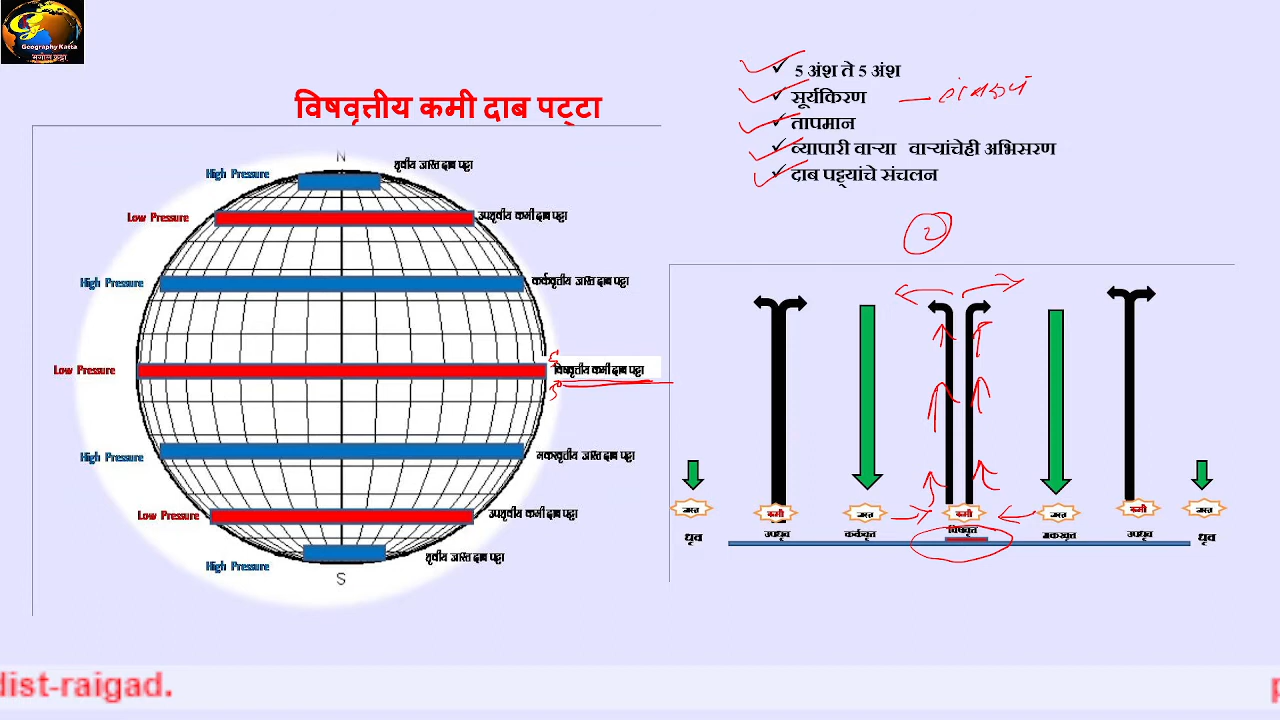 Geography Katta
भूगोल कट्टा
विषवृत्तीय कमी दाब पट्टा
5 अंश ते 5 अंश
सूर्यकिरण
तापमान
व्यापारी वाऱ्या वाऱ्यांचेही अभिसरण
दाब पट्ट्यांचे संचलन
N
High Pressure
धृवीय जास्त दाब पट्टा
Low Pressure
उपधृवीय कमी दाब पट्टा
High Pressure
कर्कवृत्तीय जास्त दाब पट्टा
Low Pressure
विषवृत्तीय कमी दाब पट्टा
High Pressure
मकरवृत्तीय जास्त दाब पट्टा
Low Pressure
उपधृवीय कमी दाब पट्टा
High Pressure
धृवीय जास्त दाब पट्टा
S
जास्त कमी जास्त कमी जास्त कमी जास्त
धृव उपधृव कर्कवृत्त विषवृत्त मकरवृत्त उपधृव धृव
dist-raigad.